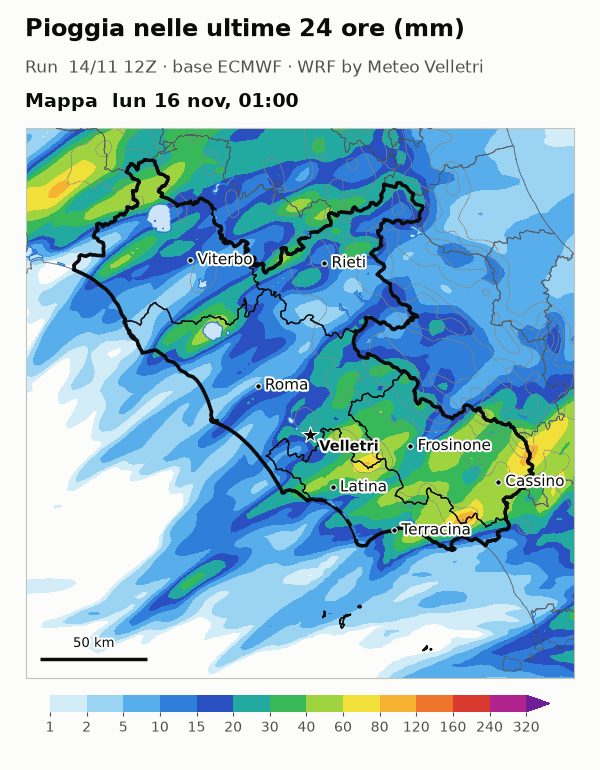 Pioggia nelle ultime 24 ore (mm)
Run  14/11 12Z · base ECMWF · WRF by Meteo Velletri
Mappa  lun 16 nov, 01:00
Viterbo
Rieti
Roma
Velletri
Frosinone
Cassino
Latina
Terracina
50 km
1 2 5 10 15 20 30 40 60 80 120 160 240 320